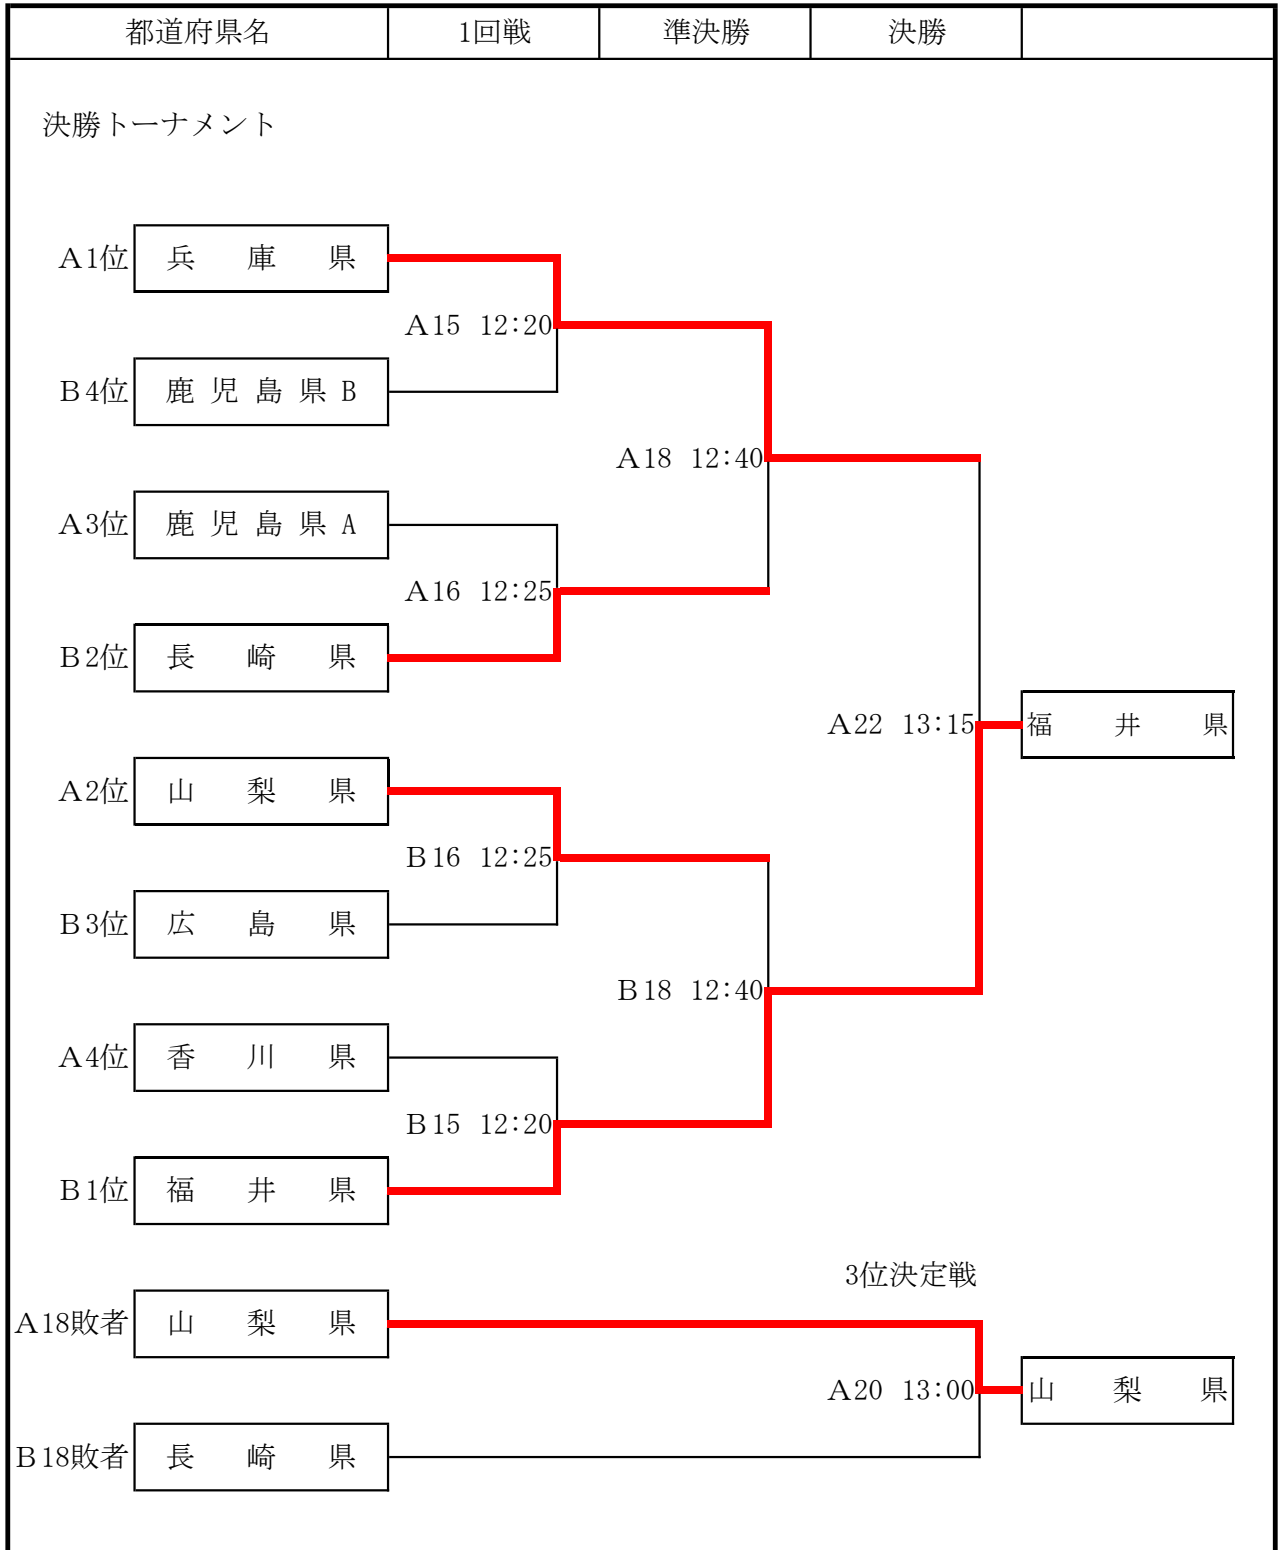 都道府県名 1回戦 準決勝 決勝
決勝トーナメント
A1位 兵庫県
A15 12:20
B4位 鹿児島県B
A18 12:40
A3位 鹿児島県A
A16 12:25
B2位 長崎県
A22 13:15 福井県
A2位 山梨県
B16 12:25
B3位 広島県
B18 12:40
A4位 香川県
B15 12:20
B1位 福井県
3位決定戦
A18敗者 山梨県
A20 13:00 山梨県
B18敗者 長崎県